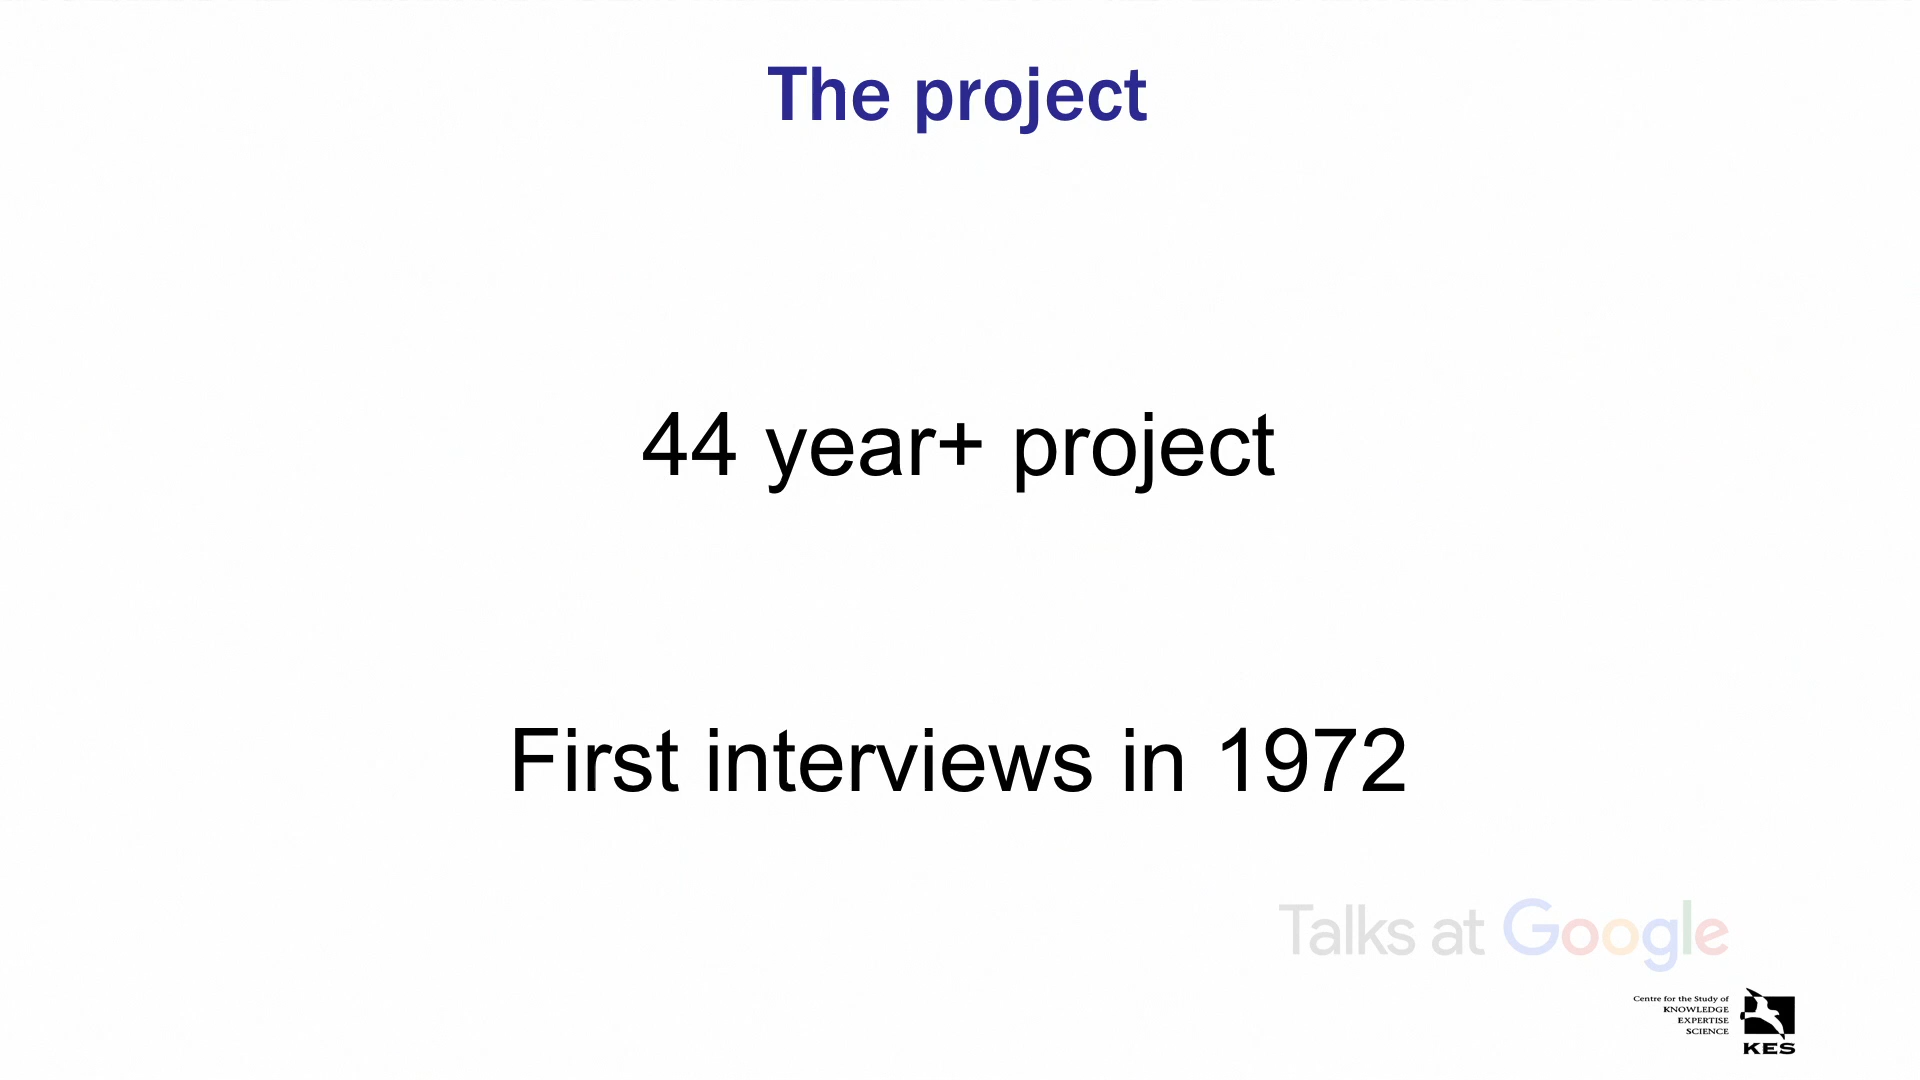 The project
44 year+ project
First interviews in 1972
Talks at Google
Centre for the Study of
KNOWLEDGE
EXPERTISE
SCIENCE
KES